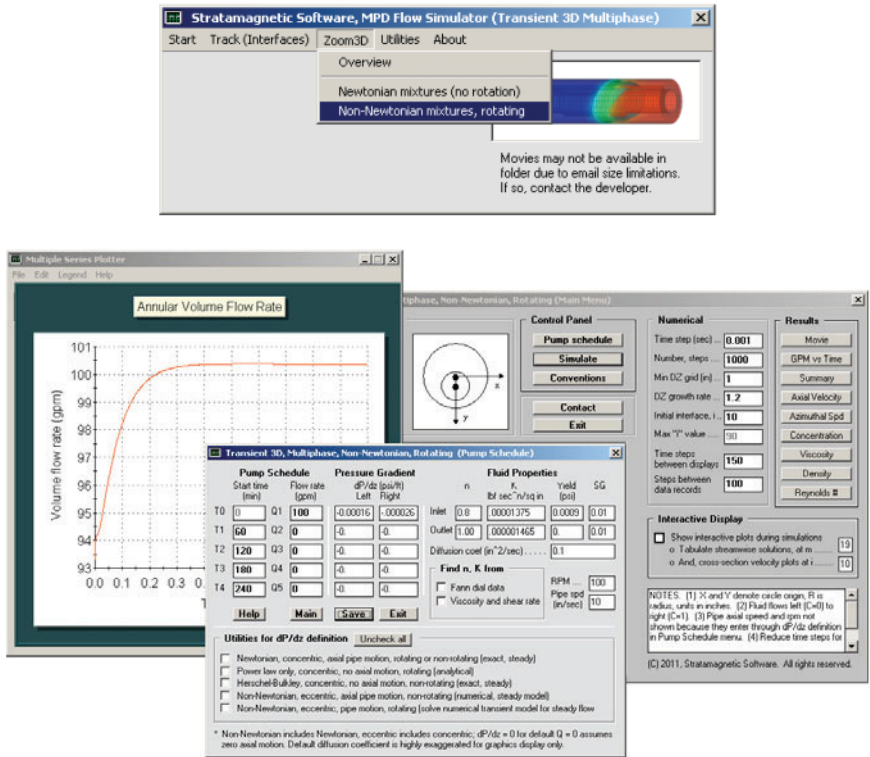 Stratamagnetic Software, MPD Flow Simulator (Transient 3D Multiphase)
Start Track (Interfaces) Zoom3D Utilities About
Overview
Newtonian mixtures (no rotation)
Non-Newtonian mixtures, rotating
Movies may not be available in
folder due to email size limitations.
If so, contact the developer.
Multiple Series Plotter
File Edit Legend Help
Annular Volume Flow Rate
Volume flow rate (gpm)
101
100
99
98
97
96
95
94
93
0.0 0.1 0.2 0.3
tiphase, Non-Newtonian, Rotating (Main Menu)
x
y
Control Panel
Pump schedule
Simulate
Conventions
Contact
Exit
Numerical
Time step (sec) ... 0.001
Number, steps .... 1000
Min DZ grid (in) .. 1
DZ growth rate ... 1.2
Initial interface, i .. 10
Max "i" value ..... 90
Time steps
between displays 150
Steps between
data records 100
Results
Movie
GPM vs Time
Summary
Axial Velocity
Azimuthal Spd
Concentration
Viscosity
Density
Reynolds #
Interactive Display
Show interactive plots during simulations
o Tabulate streamwise solutions, at m ........ 19
o And, cross-section velocity plots at i ........ 10
NOTES. (1) X and Y denote circle origin, R is
radius, units in inches. (2) Fluid flows left (C=0) to
right (C=1). (3) Pipe axial speed and rpm not
shown because they enter through dP/dz definition
in Pump Schedule menu. (4) Reduce time steps for
(C) 2011, Stratamagnetic Software. All rights reserved.
Transient 3D, Multiphase, Non-Newtonian, Rotating (Pump Schedule)
Pump Schedule Pressure Gradient Fluid Properties
Start time Flow rate dP/dz (psi/ft) n K Yield SG
(min) (gpm) Left Right lbf sec^n/sq in (psi)
T0 0 Q1 100 -0.00016 -.000026 Inlet 0.8 .00001375 0.0009 0.01
T1 60 Q2 0 -0. -0. Outlet 1.00 .000001465 0. 0.01
T2 120 Q3 0 -0. -0. Diffusion coef (in^2/sec) ..... 0.1
T3 180 Q4 0 -0. -0. Find n, K from
T4 240 Q5 0 -0. -0. Fann dial data
Viscosity and shear rate
RPM .... 100
Pipe spd
(in/sec) 10
Help Main Save Exit
Utilities for dP/dz definition Uncheck all
Newtonian, concentric, axial pipe motion, rotating or non-rotating (exact, steady)
Power law only, concentric, no axial motion, rotating (analytical)
Herschel-Bulkley, concentric, no axial motion, non-rotating (exact, steady)
Non-Newtonian, eccentric, axial pipe motion, non-rotating (numerical, steady model)
Non-Newtonian, eccentric, pipe motion, rotating (solve numerical transient model for steady flow
* Non-Newtonian includes Newtonian, eccentric includes concentric; dP/dz = 0 for default Q = 0 assumes
zero axial motion. Default diffusion coefficient is highly exaggerated for graphics display only.